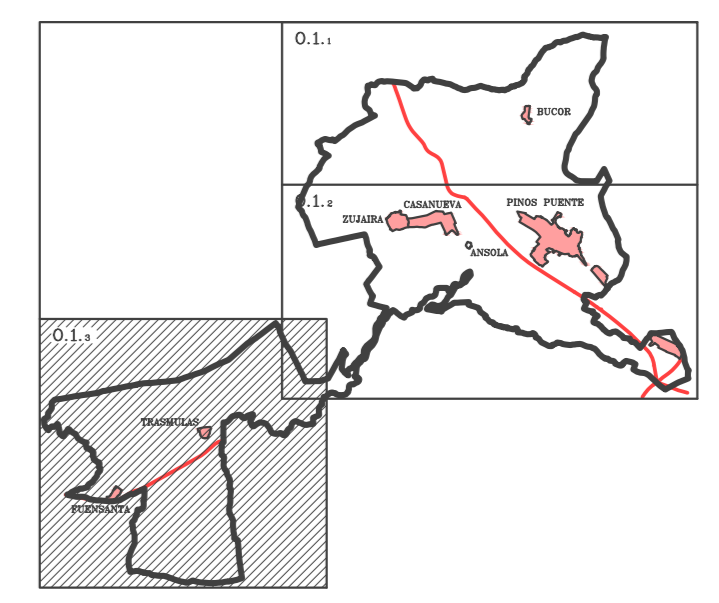 0.1.1
BUCOR
0.1.2
CASANUEVA
PINOS PUENTE
ZUJAIRA
ANSOLA
0.1.3
TRASMULAS
FUENSANTA